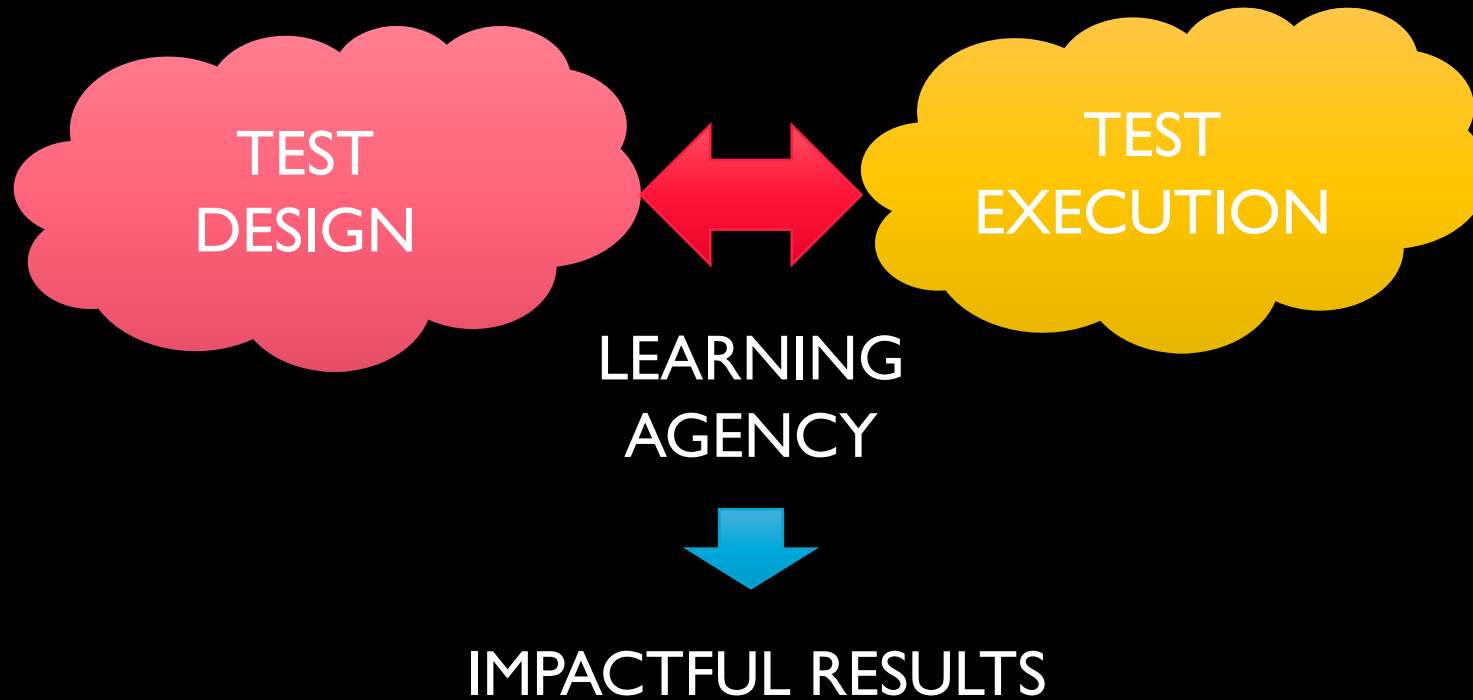 TEST
DESIGN
TEST
EXECUTION
LEARNING
AGENCY
IMPACTFUL RESULTS